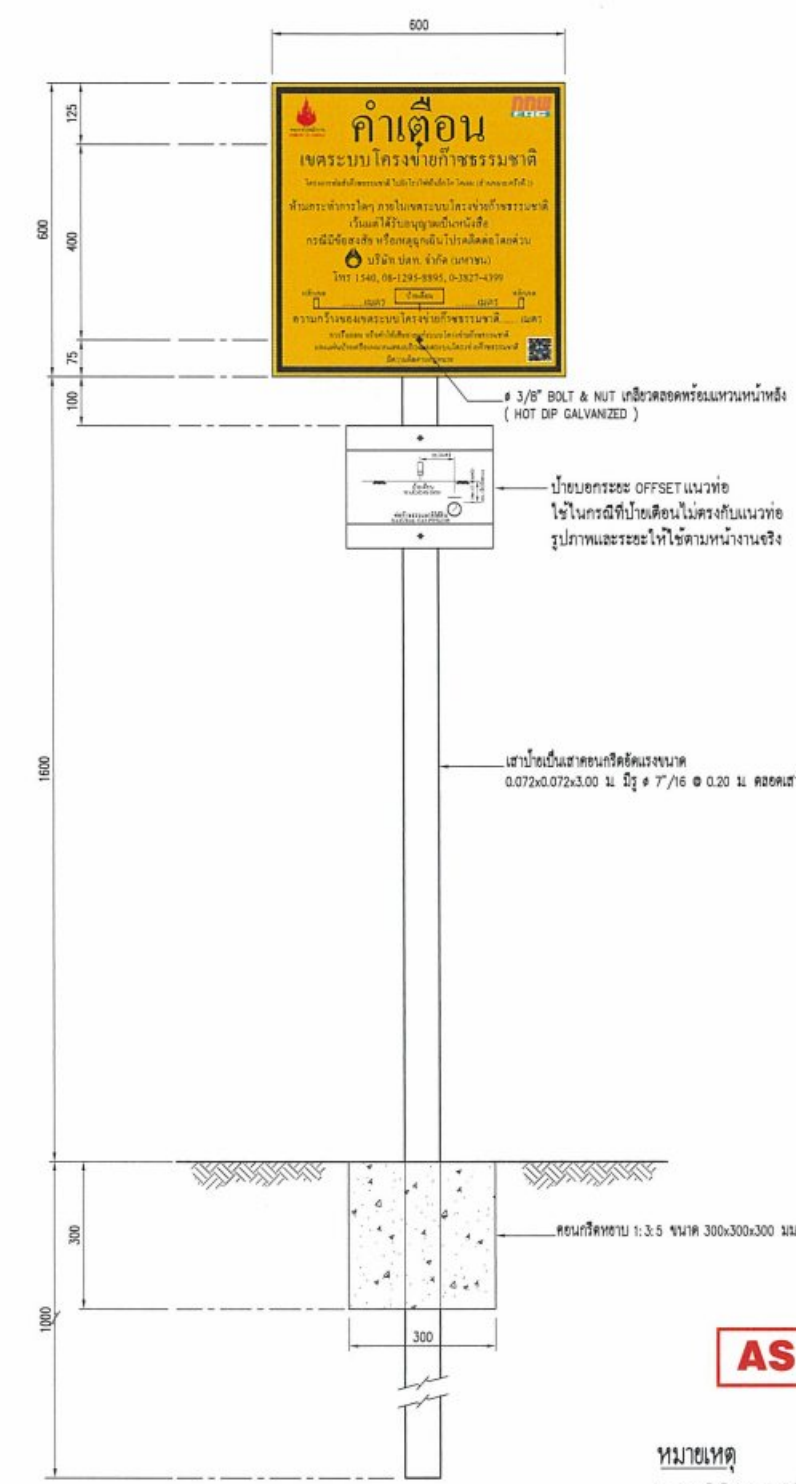 600
125
600
400
75
100
คำเตือน
เขตระบบโครงข่ายก๊าซธรรมชาติ
ห้ามกระทำการใดๆ ภายในเขตระบบโครงข่ายก๊าซธรรมชาติ
เว้นแต่ได้รับอนุญาตเป็นหนังสือ
กรณีมีข้อสงสัย หรือเหตุฉุกเฉินโปรดติดต่อโดยด่วน
บริษัท ปตท. จำกัด (มหาชน)
โทร 1540, 08-1295-8895, 0-3827-4399
ป้ายเตือน
......... เมตร ......... เมตร
ความกว้างของเขตระบบโครงข่ายก๊าซธรรมชาติ...... เมตร
ø 3/8" BOLT & NUT เกลียวตลอดพร้อมแหวนหน้าหลัง
( HOT DIP GALVANIZED )
ป้ายบอกระยะ OFFSET แนวท่อ
ใช้ในกรณีที่ป้ายเตือนไม่ตรงกับแนวท่อ
รูปภาพและระยะให้ใช้ตามหน้างานจริง
ป้ายเตือน
1600
เสาป้ายเป็นเสาคอนกรีตอัดแรงขนาด
0.072x0.072x3.00 ม. มีรู ø 7"/16 @ 0.20 ม. ตลอดเสา
300
คอนกรีตหยาบ 1:3:5 ขนาด 300x300x300 มม
1000
300
AS
หมายเหตุ